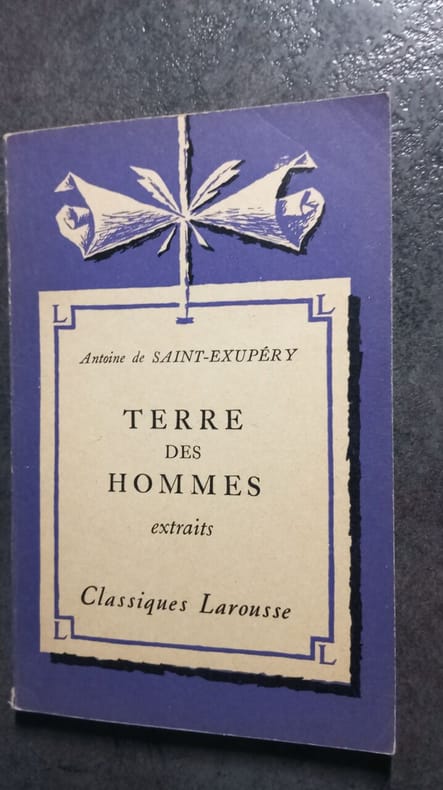 L L
Antoine de SAINT-EXUPÉRY
TERRE
DES
HOMMES
extraits
Classiques Larousse
L L